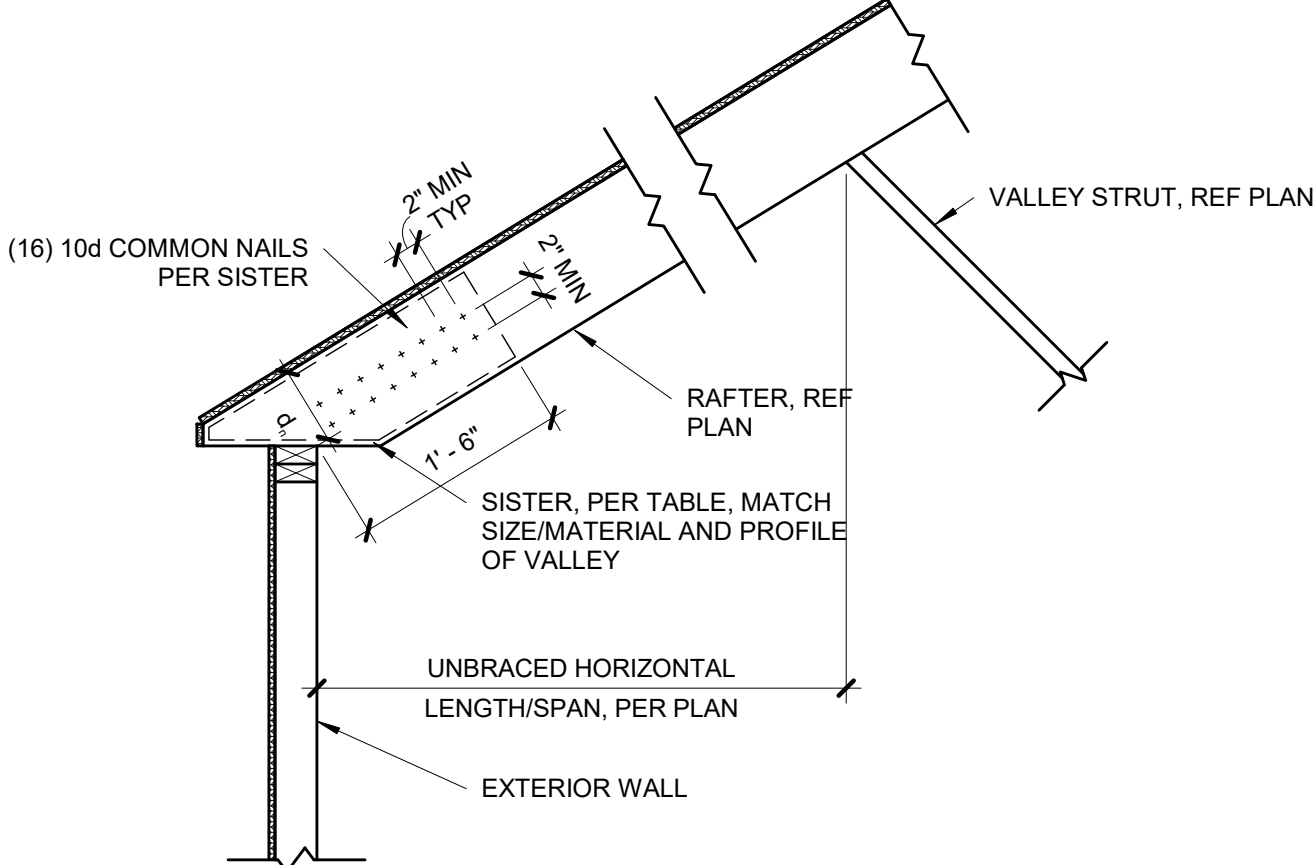 2" MIN
TYP
VALLEY STRUT, REF PLAN
(16) 10d COMMON NAILS
PER SISTER
2" MIN
RAFTER, REF
PLAN
dn
1' - 6"
SISTER, PER TABLE, MATCH
SIZE/MATERIAL AND PROFILE
OF VALLEY
UNBRACED HORIZONTAL
LENGTH/SPAN, PER PLAN
EXTERIOR WALL